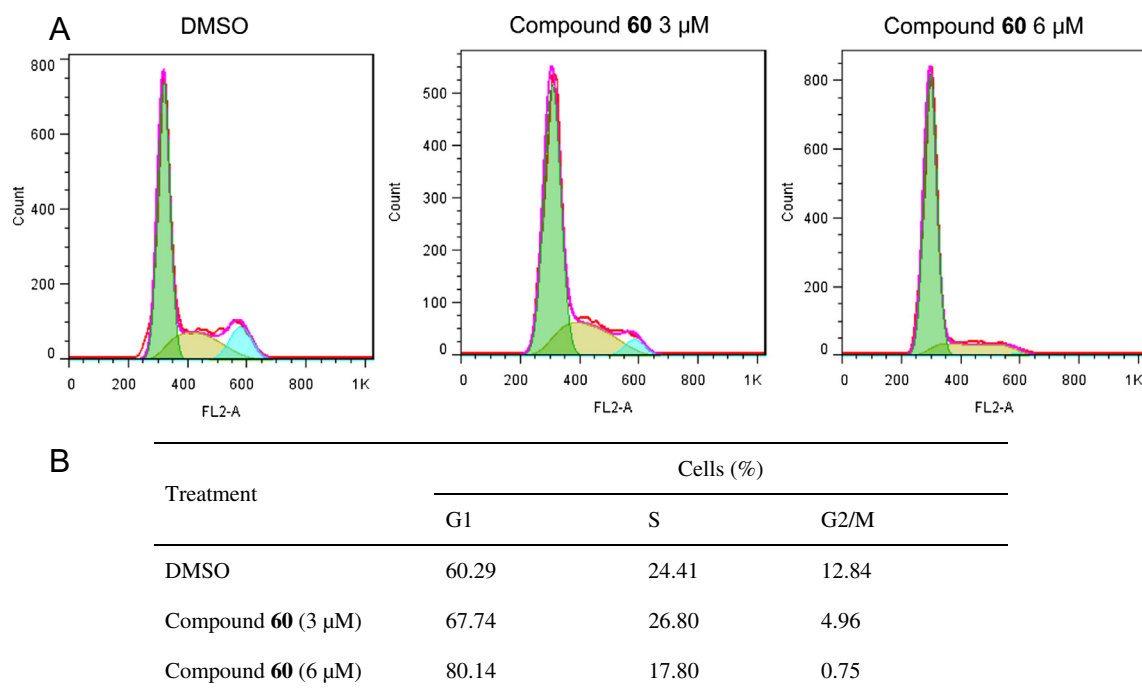 A
DMSO
Compound 60 3 μM
Compound 60 6 μM
800
600
400
200
0
Count
0 200 400 600 800 1K
FL2-A
500
400
300
200
100
0
Count
0 200 400 600 800 1K
FL2-A
800
600
400
200
0
Count
0 200 400 600 800 1K
FL2-A
B
Treatment
Cells (%)
G1 S G2/M
DMSO 60.29 24.41 12.84
Compound 60 (3 μM) 67.74 26.80 4.96
Compound 60 (6 μM) 80.14 17.80 0.75